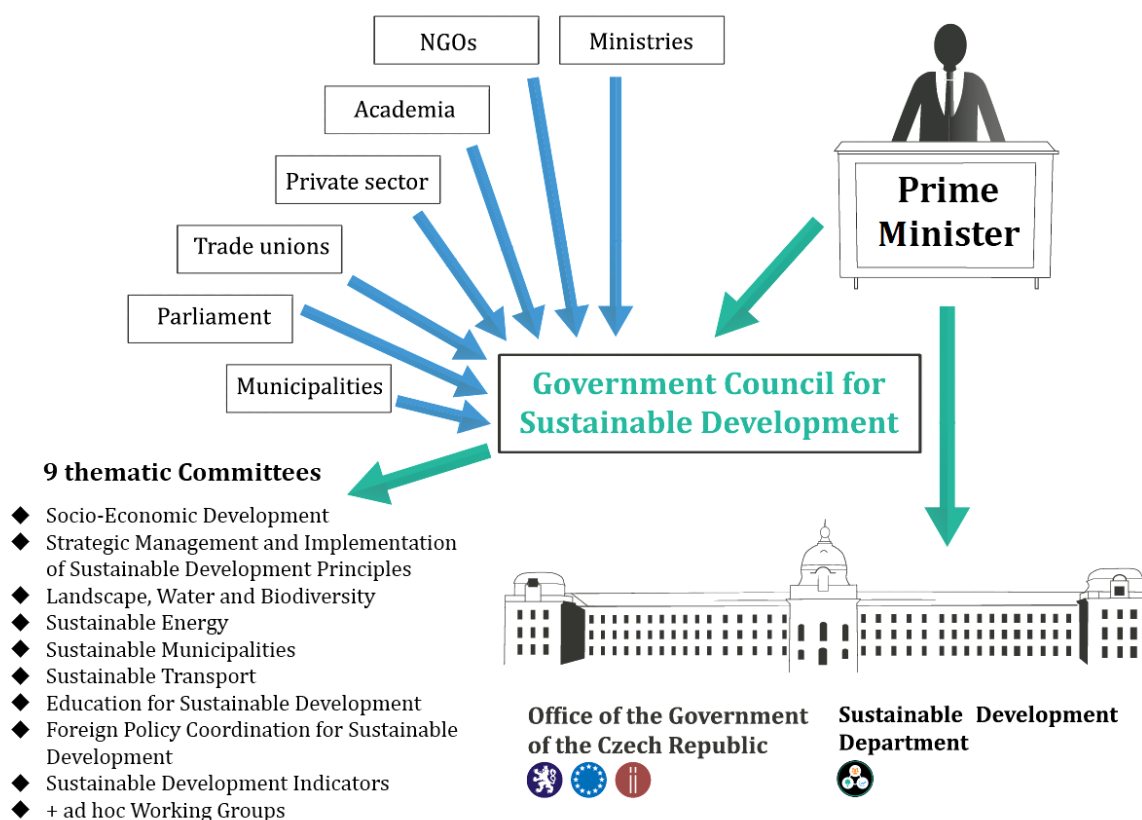 NGOs
Ministries
Academia
Private sector
Trade unions
Parliament
Municipalities
Prime
Minister
Government Council for
Sustainable Development
9 thematic Committees
◆ Socio-Economic Development
◆ Strategic Management and Implementation
of Sustainable Development Principles
◆ Landscape, Water and Biodiversity
◆ Sustainable Energy
◆ Sustainable Municipalities
◆ Sustainable Transport
◆ Education for Sustainable Development
◆ Foreign Policy Coordination for Sustainable
Development
◆ Sustainable Development Indicators
◆ + ad hoc Working Groups
Office of the Government
of the Czech Republic
Sustainable Development
Department